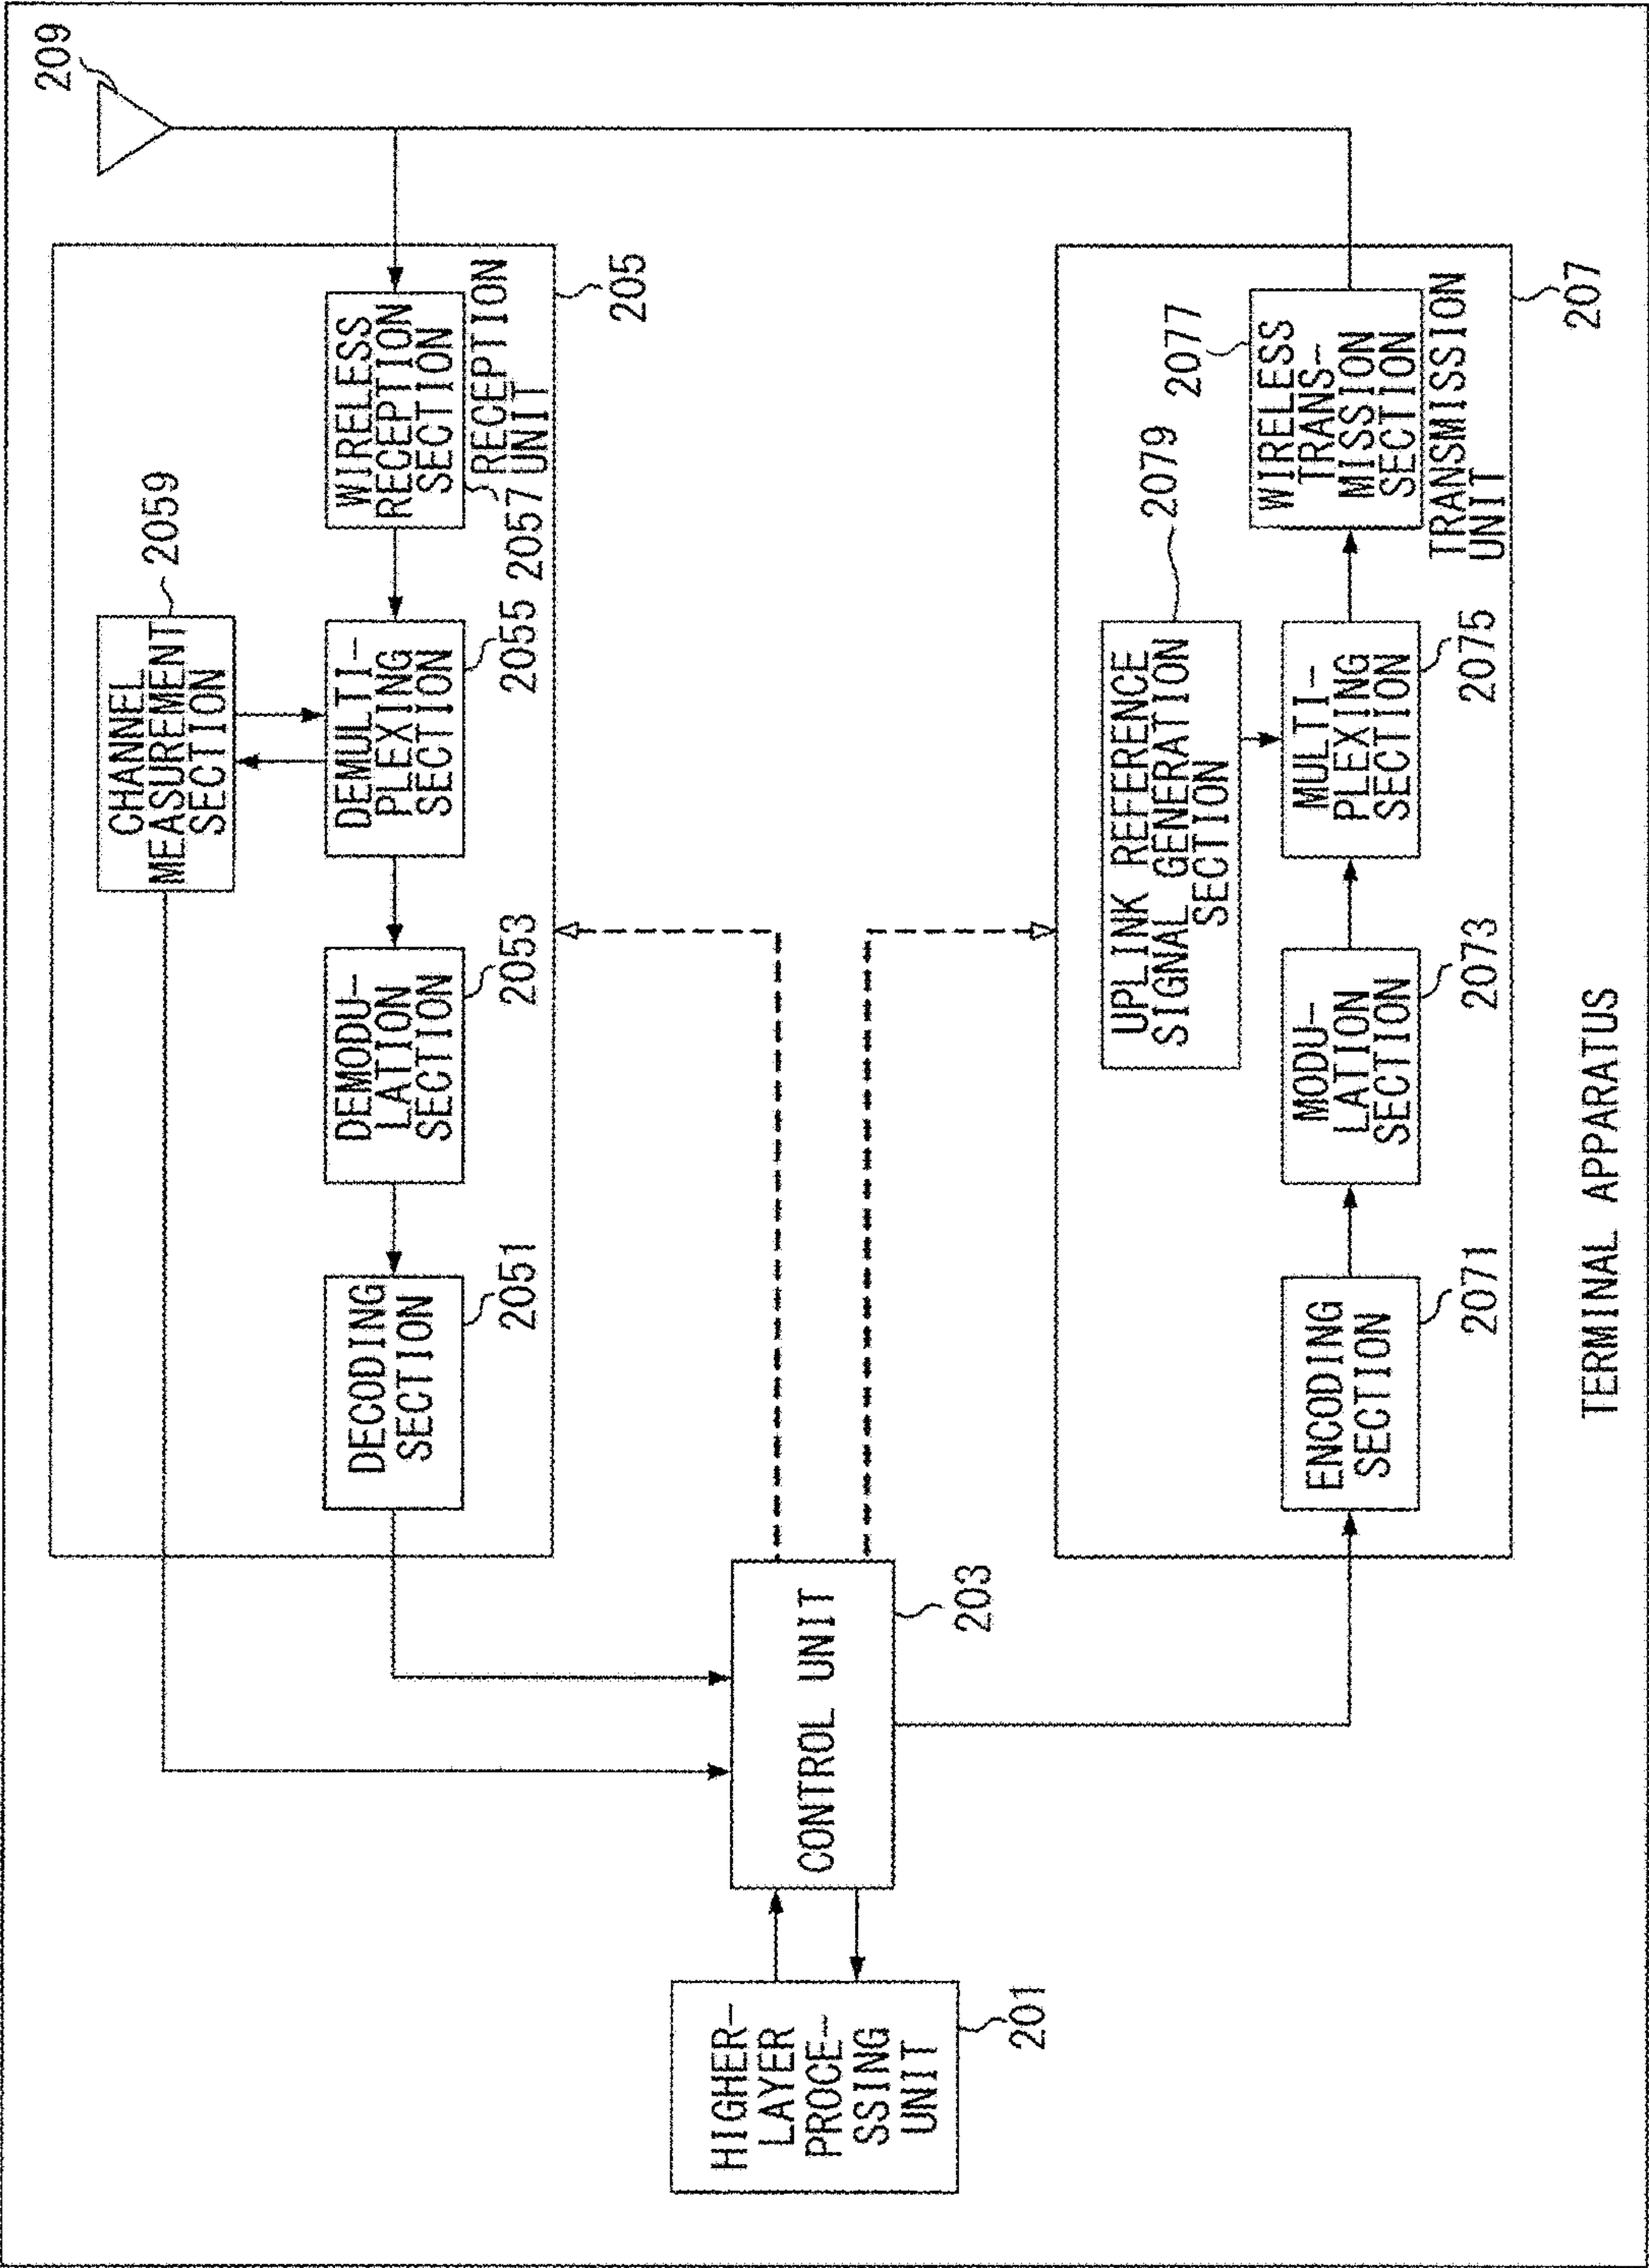 209
CHANNEL
MEASUREMENT
SECTION
2059
DECODING
SECTION
2051
DEMODU-
LATION
SECTION
2053
DEMULTI-
PLEXING
SECTION
2055
WIRELESS
RECEPTION
SECTION
2057
RECEPTION
UNIT
205
HIGHER-
LAYER
PROCE-
SSING
UNIT
201
CONTROL UNIT
203
UPLINK REFERENCE
SIGNAL GENERATION
SECTION
2079
ENCODING
SECTION
2071
MODU-
LATION
SECTION
2073
MULTI-
PLEXING
SECTION
2075
WIRELESS
TRANS-
MISSION
SECTION
2077
TRANSMISSION
UNIT
207
TERMINAL APPARATUS